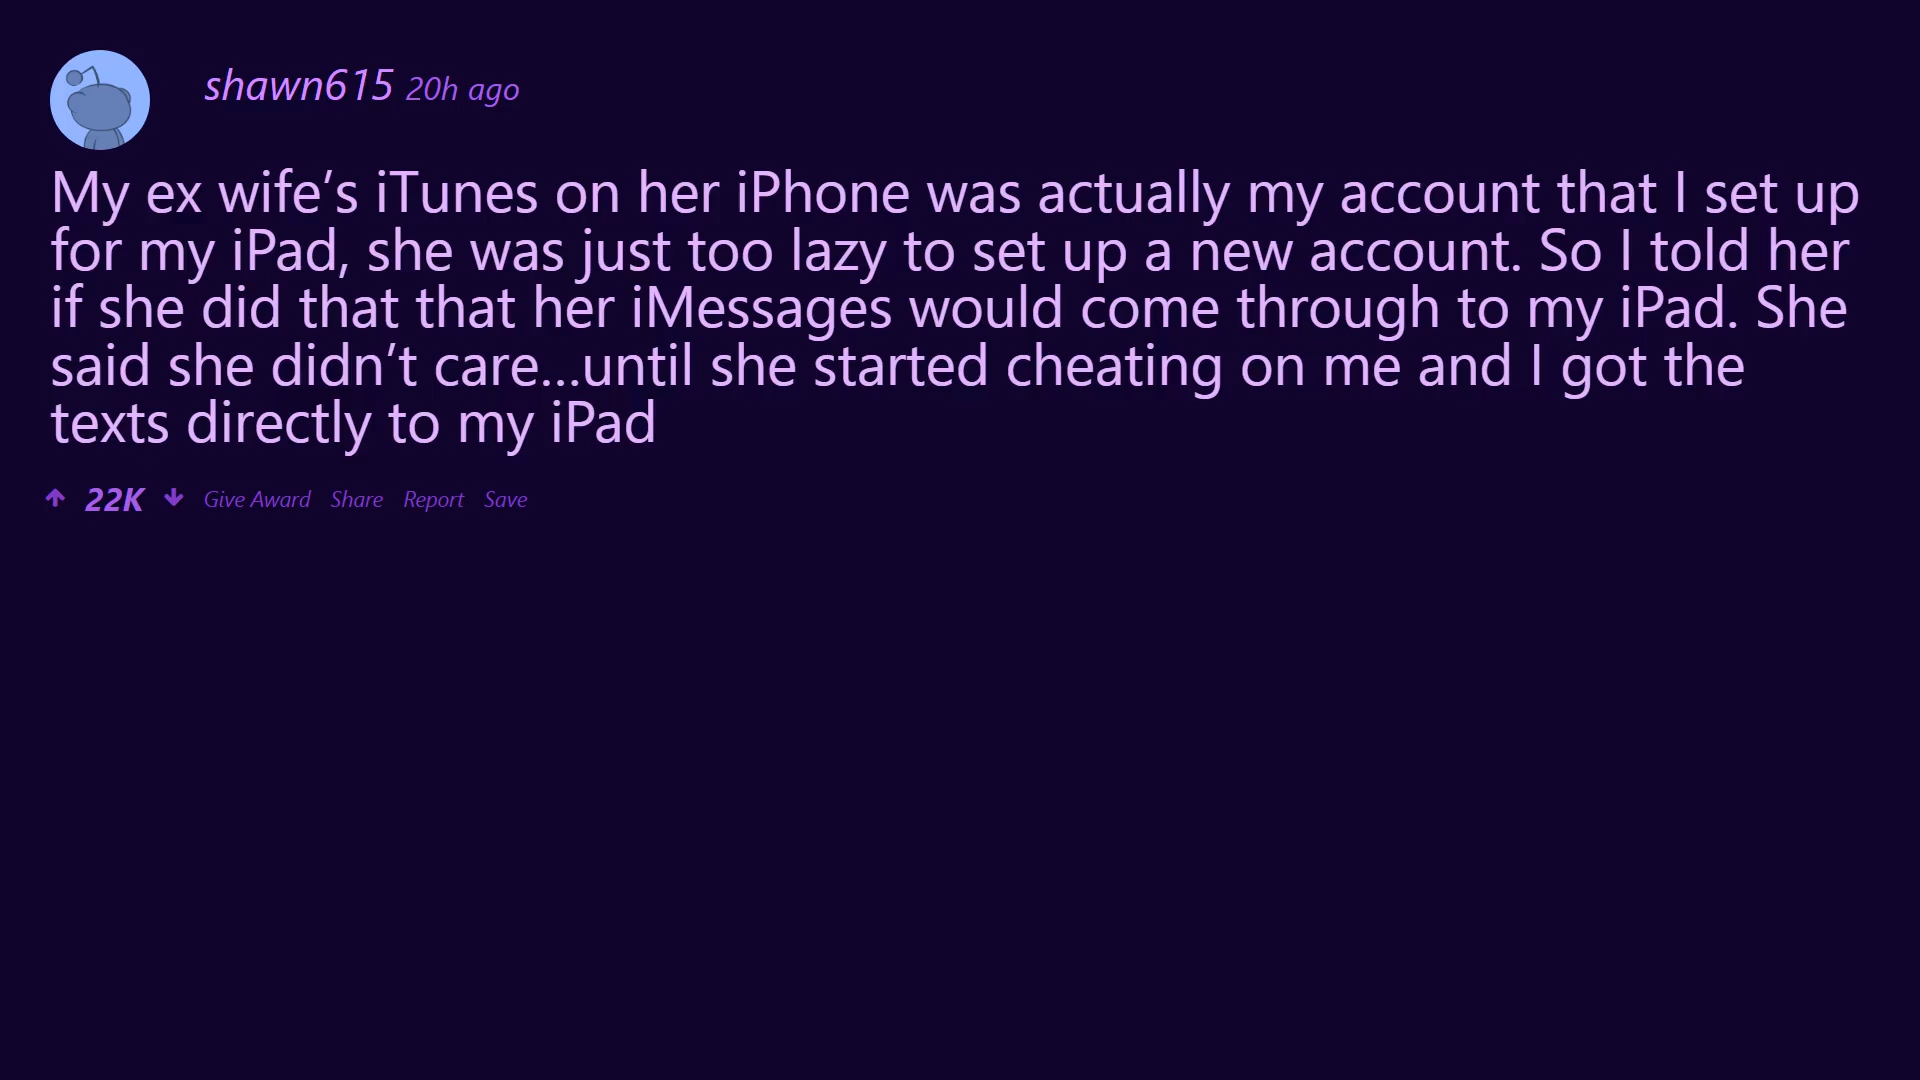 shawn615 20h ago
My ex wife’s iTunes on her iPhone was actually my account that I set up
for my iPad, she was just too lazy to set up a new account. So I told her
if she did that that her iMessages would come through to my iPad. She
said she didn’t care...until she started cheating on me and I got the
texts directly to my iPad
22K Give Award Share Report Save